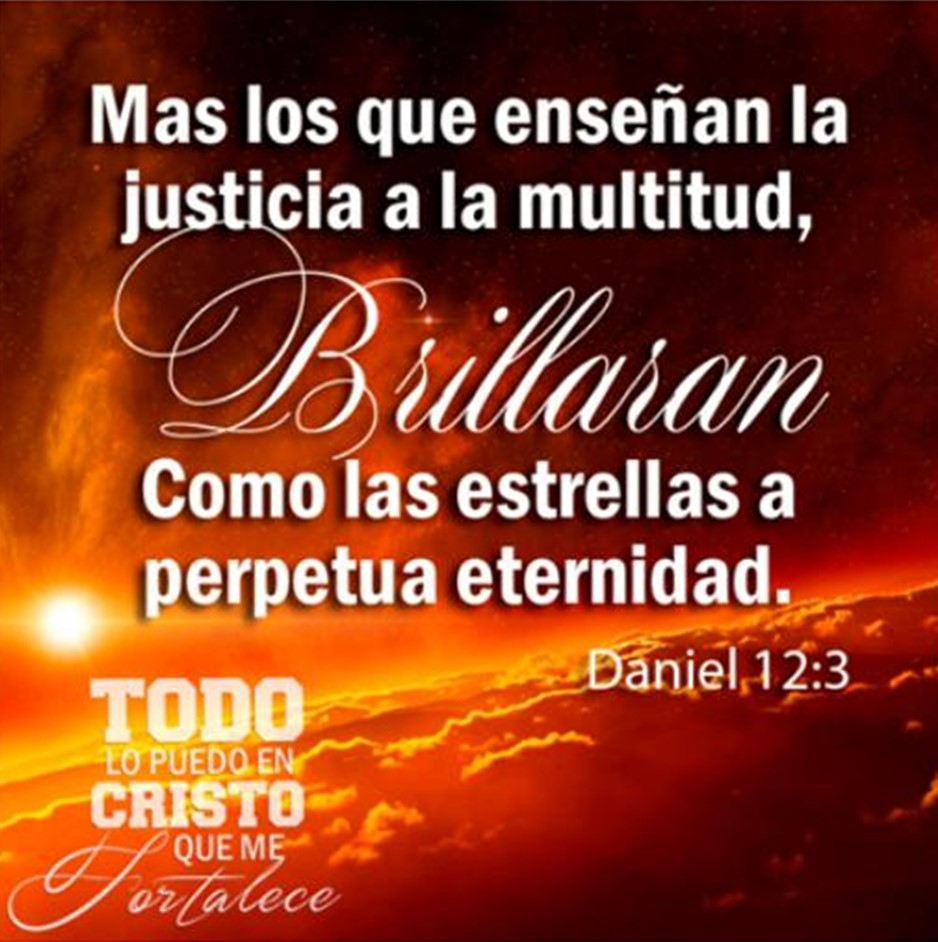 Mas los que enseñan la
justicia a la multitud,
Brillaran
Como las estrellas a
perpetua eternidad.
Daniel 12:3
TODO
LO PUEDO EN
CRISTO
QUE ME
Fortalece